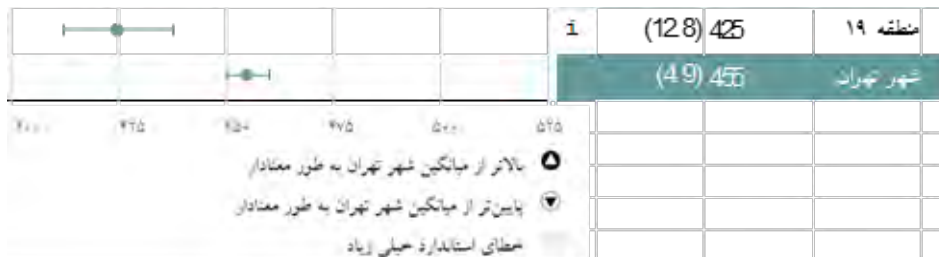 منطقه ۱۹ 425 (12.8) i
شهر تهران 455 (4.9)
۴۰۰ ۴۲۵ ۴۵۰ ۴۷۵ ۵۰۰ ۵۲۵
بالاتر از میانگین شهر تهران به طور معنادار
پایین‌تر از میانگین شهر تهران به طور معنادار
خطای استاندارد خیلی زیاد